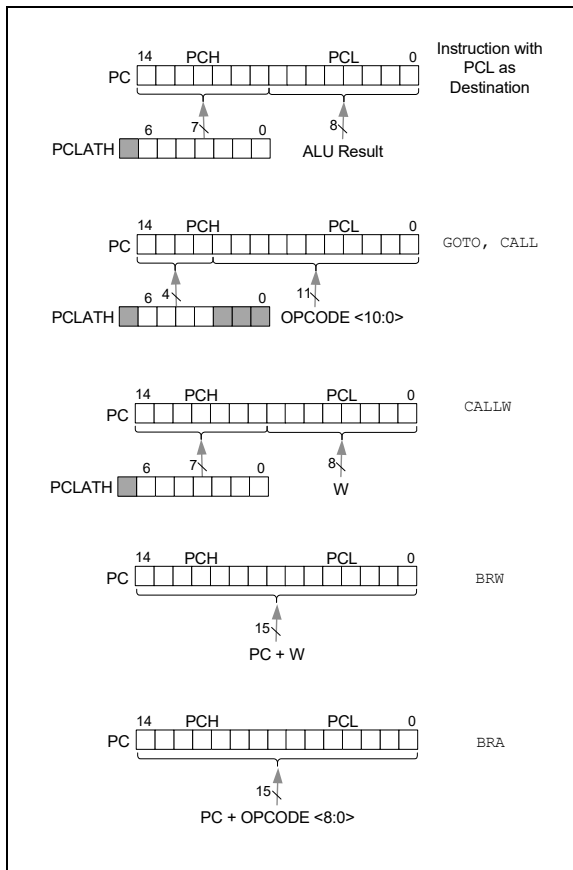 14 PCH PCL 0 Instruction with
PC PCL as
Destination
6 7 0 8
PCLATH ALU Result
14 PCH PCL 0
PC GOTO, CALL
6 4 0 11
PCLATH OPCODE <10:0>
14 PCH PCL 0
PC CALLW
6 7 0 8
PCLATH W
14 PCH PCL 0
PC BRW
15
PC + W
14 PCH PCL 0
PC BRA
15
PC + OPCODE <8:0>